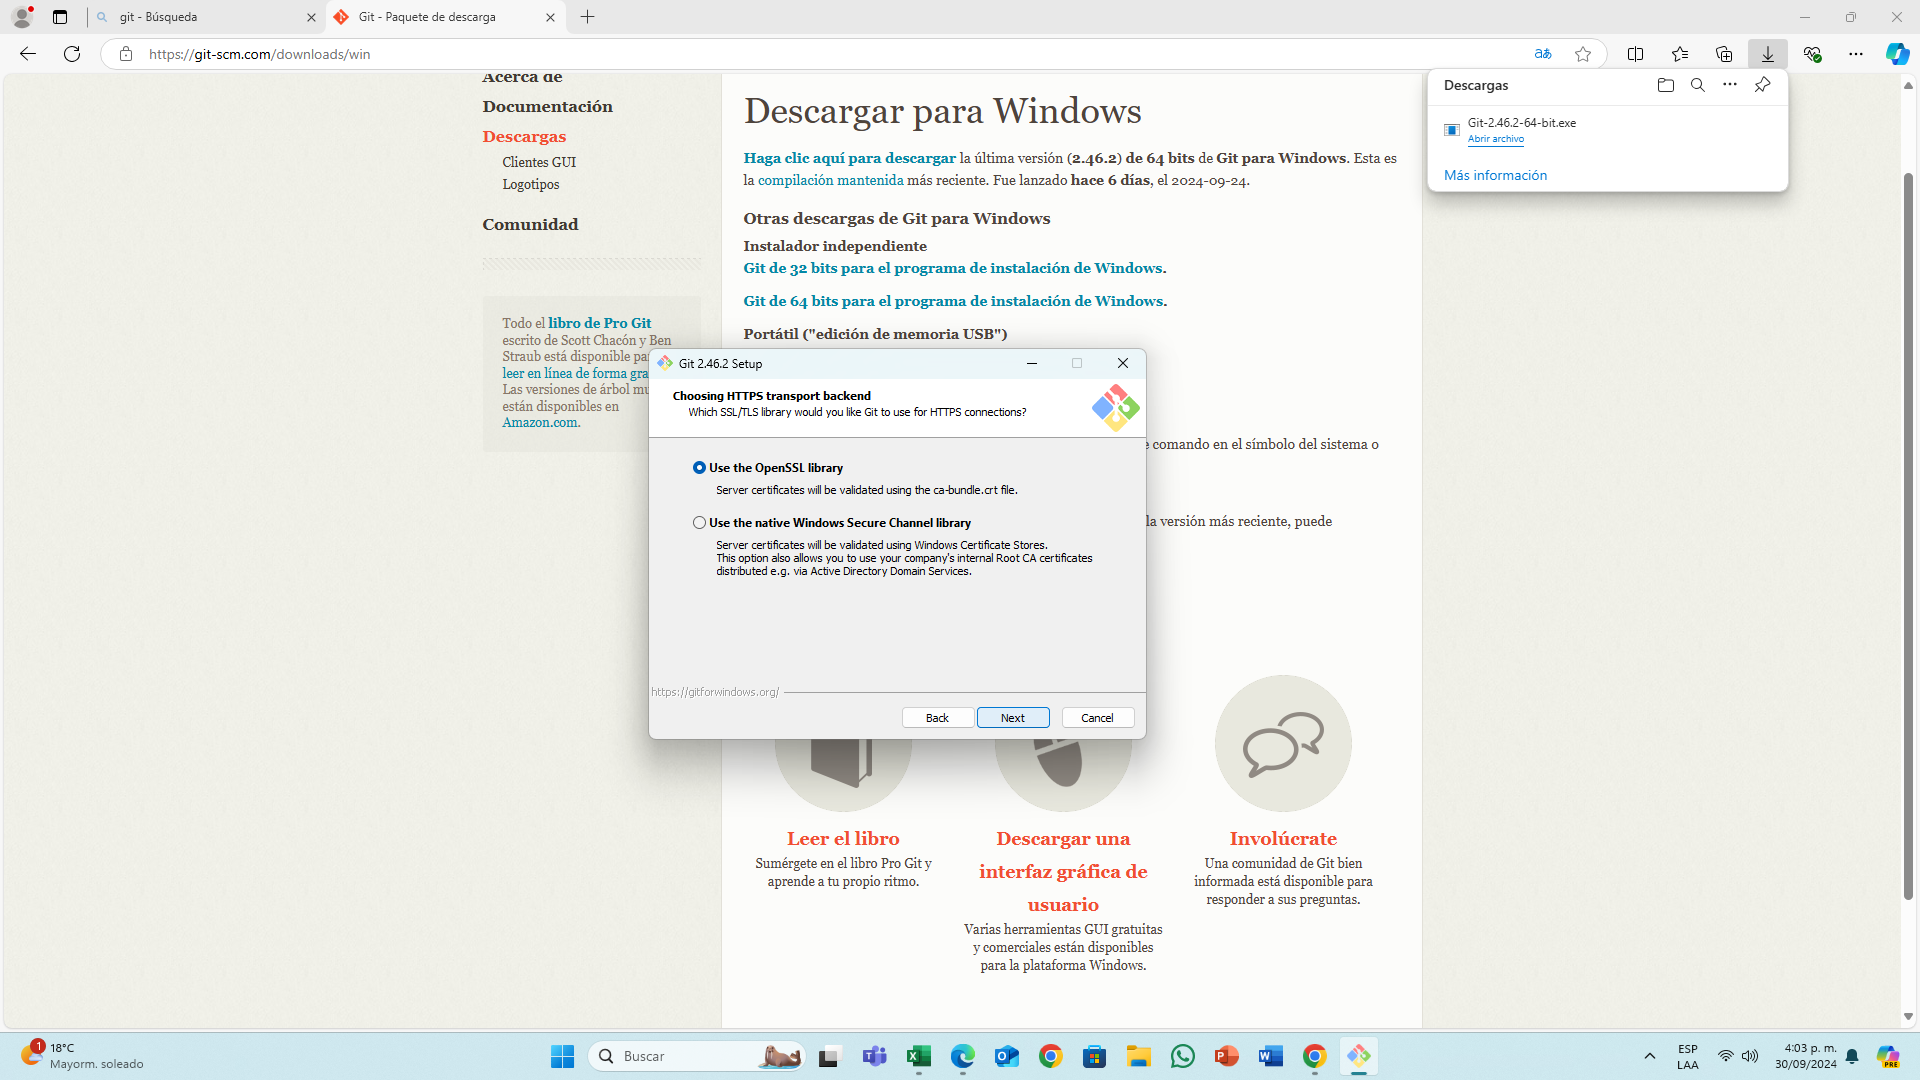 git - Búsqueda
Git - Paquete de descarga
https://git-scm.com/downloads/win
aあ
Acerca de
Documentación
Descargas
Clientes GUI
Logotipos
Comunidad
Todo el libro de Pro Git
escrito de Scott Chacón y Ben
Straub está disponible pa
leer en línea de forma gra
Las versiones de árbol mu
están disponibles en
Amazon.com.
Descargar para Windows
Haga clic aquí para descargar la última versión (2.46.2) de 64 bits de Git para Windows. Esta es
la compilación mantenida más reciente. Fue lanzado hace 6 días, el 2024-09-24.
Otras descargas de Git para Windows
Instalador independiente
Git de 32 bits para el programa de instalación de Windows.
Git de 64 bits para el programa de instalación de Windows.
Portátil ("edición de memoria USB")
e comando en el símbolo del sistema o
la versión más reciente, puede
Descargas
Git-2.46.2-64-bit.exe
Abrir archivo
Más información
Git 2.46.2 Setup
Choosing HTTPS transport backend
Which SSL/TLS library would you like Git to use for HTTPS connections?
Use the OpenSSL library
Server certificates will be validated using the ca-bundle.crt file.
Use the native Windows Secure Channel library
Server certificates will be validated using Windows Certificate Stores.
This option also allows you to use your company's internal Root CA certificates
distributed e.g. via Active Directory Domain Services.
https://gitforwindows.org/
Back
Next
Cancel
Leer el libro
Sumérgete en el libro Pro Git y
aprende a tu propio ritmo.
Descargar una
interfaz gráfica de
usuario
Varias herramientas GUI gratuitas
y comerciales están disponibles
para la plataforma Windows.
Involúcrate
Una comunidad de Git bien
informada está disponible para
responder a sus preguntas.
1
18°C
Mayorm. soleado
Buscar
ESP
LAA
4:03 p. m.
30/09/2024
PRE